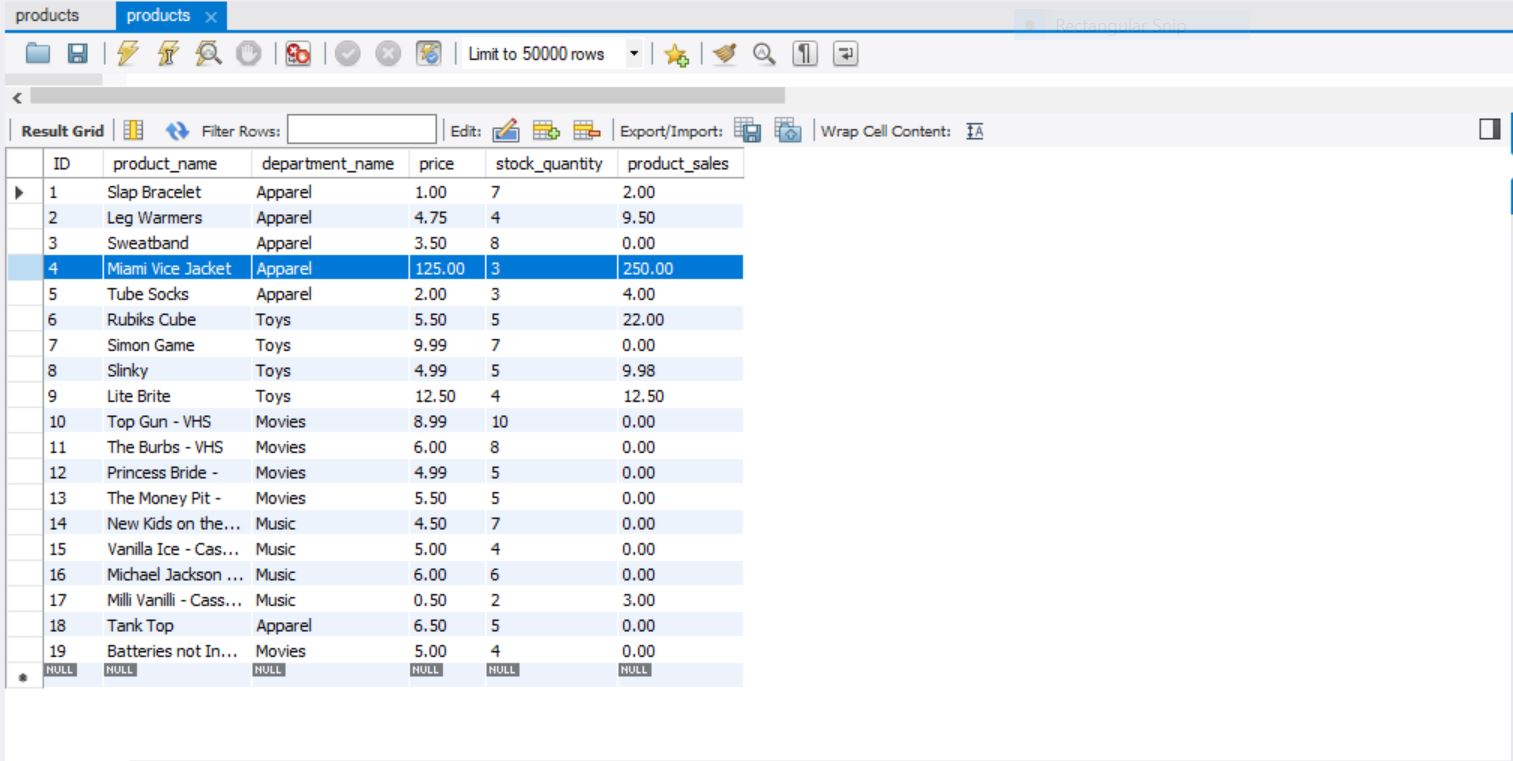 products products
Rectangular Snip
Limit to 50000 rows
Result Grid Filter Rows: Edit: Export/Import: Wrap Cell Content:
ID product_name department_name price stock_quantity product_sales
1 Slap Bracelet Apparel 1.00 7 2.00
2 Leg Warmers Apparel 4.75 4 9.50
3 Sweatband Apparel 3.50 8 0.00
4 Miami Vice Jacket Apparel 125.00 3 250.00
5 Tube Socks Apparel 2.00 3 4.00
6 Rubiks Cube Toys 5.50 5 22.00
7 Simon Game Toys 9.99 7 0.00
8 Slinky Toys 4.99 5 9.98
9 Lite Brite Toys 12.50 4 12.50
10 Top Gun - VHS Movies 8.99 10 0.00
11 The Burbs - VHS Movies 6.00 8 0.00
12 Princess Bride - Movies 4.99 5 0.00
13 The Money Pit - Movies 5.50 5 0.00
14 New Kids on the... Music 4.50 7 0.00
15 Vanilla Ice - Cas... Music 5.00 4 0.00
16 Michael Jackson ... Music 6.00 6 0.00
17 Milli Vanilli - Cass... Music 0.50 2 3.00
18 Tank Top Apparel 6.50 5 0.00
19 Batteries not In... Movies 5.00 4 0.00
NULL NULL NULL NULL NULL NULL